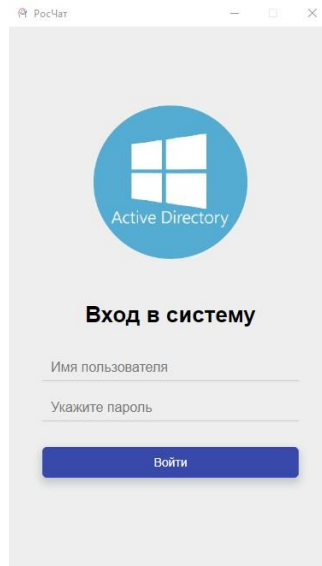 РосЧат
Active Directory
Вход в систему
Имя пользователя
Укажите пароль
Войти